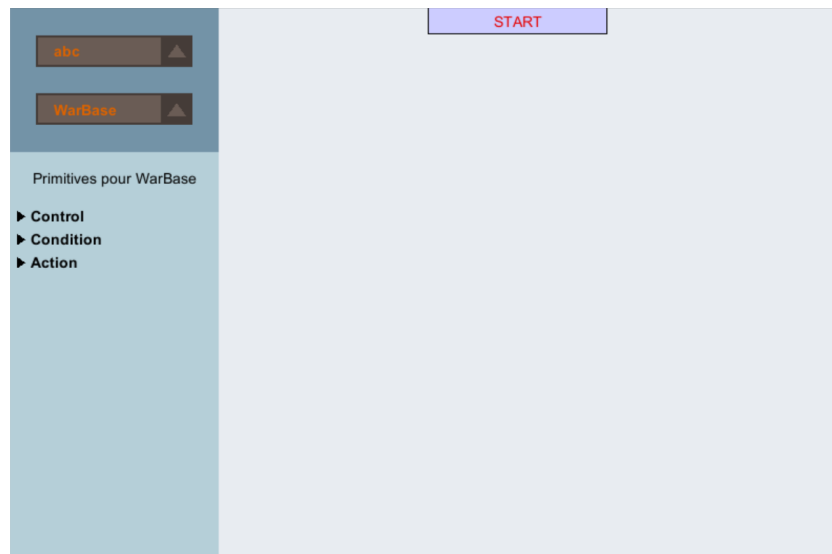 START
abc
WarBase
Primitives pour WarBase
Control
Condition
Action